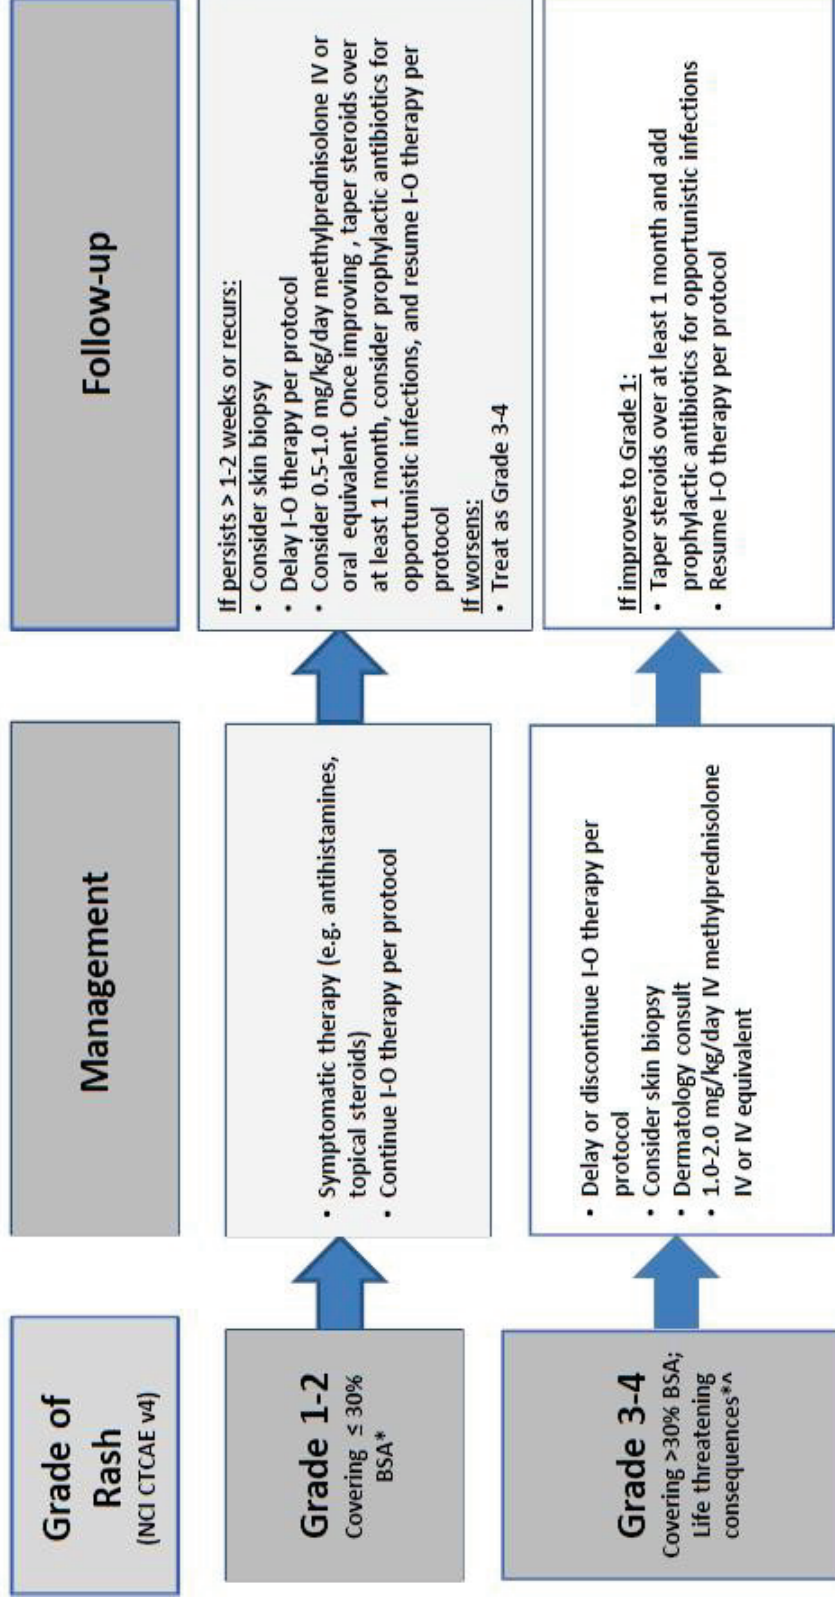 Grade of
Rash
(NCI CTCAE v4)
Management
Follow-up
Grade 1-2
Covering ≤ 30%
BSA*
• Symptomatic therapy (e.g. antihistamines,
topical steroids)
• Continue I-O therapy per protocol
If persists > 1-2 weeks or recurs:
• Consider skin biopsy
• Delay I-O therapy per protocol
• Consider 0.5-1.0 mg/kg/day methylprednisolone IV or
oral equivalent. Once improving , taper steroids over
at least 1 month, consider prophylactic antibiotics for
opportunistic infections, and resume I-O therapy per
protocol
If worsens:
• Treat as Grade 3-4
Grade 3-4
Covering >30% BSA;
Life threatening
consequences*^
• Delay or discontinue I-O therapy per
protocol
• Consider skin biopsy
• Dermatology consult
• 1.0-2.0 mg/kg/day IV methylprednisolone
IV or IV equivalent
If improves to Grade 1:
• Taper steroids over at least 1 month and add
prophylactic antibiotics for opportunistic infections
• Resume I-O therapy per protocol